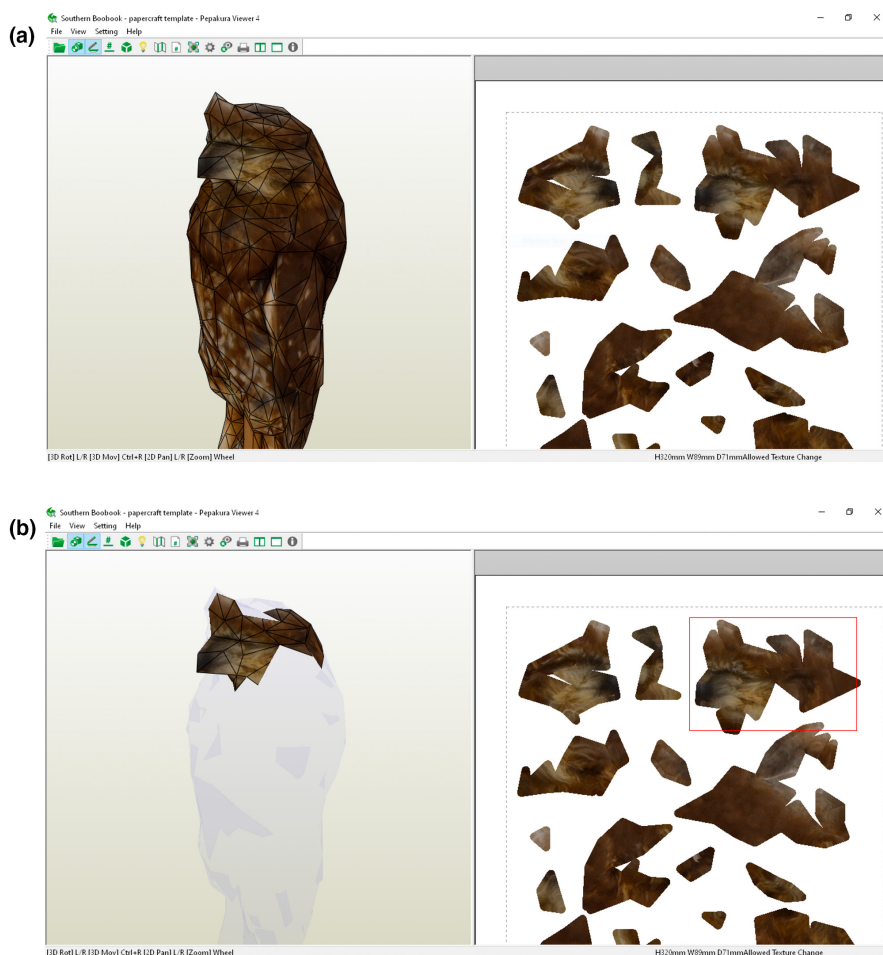 (a)
Southern Boobook - papercraft template - Pepakura Viewer 4
File View Setting Help
[3D Rot] L/R [3D Mov] Ctrl+R [2D Pan] L/R [Zoom] Wheel
H320mm W89mm D71mmAllowed Texture Change
(b)
Southern Boobook - papercraft template - Pepakura Viewer 4
File View Setting Help
[3D Rot] L/R [3D Mov] Ctrl+R [2D Pan] L/R [Zoom] Wheel
H320mm W89mm D71mmAllowed Texture Change